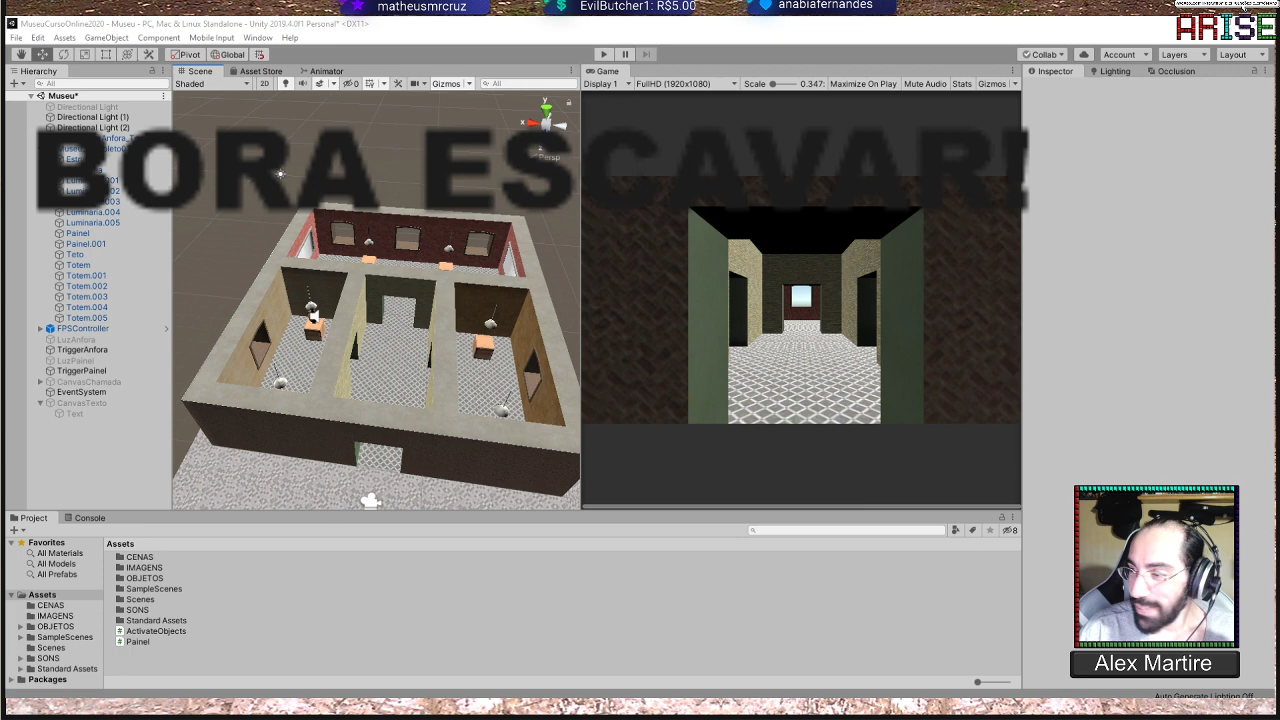 matheusmrcruz
EvilButcher1: R$5.00
anabiafernandes
ARISE
MuseuCursoOnline2020 - Museu - PC, Mac & Linux Standalone - Unity 2019.4.0f1 Personal* <DX11>
File Edit Assets GameObject Component Mobile Input Window Help
Pivot Global
Collab Account Layers Layout
Hierarchy
Scene Asset Store Animator
Game
Inspector Lighting Occlusion
All
Shaded 2D 0 Gizmos All
Display 1 FullHD (1920x1080) Scale 0.347: Maximize On Play Mute Audio Stats Gizmos
Museu*
Directional Light
Directional Light (1)
Directional Light (2)
y
x
Persp
BORA ESCAVAR!
Luminaria.005
Painel
Painel.001
Teto
Totem
Totem.001
Totem.002
Totem.003
Totem.004
Totem.005
FPSController
LuzAnfora
TriggerAnfora
LuzPainel
TriggerPainel
CanvasChamada
EventSystem
CanvasTexto
Text
Project Console
8
Favorites
All Materials
All Models
All Prefabs
Assets
CENAS
IMAGENS
OBJETOS
SampleScenes
Scenes
SONS
Standard Assets
Packages
Assets
CENAS
IMAGENS
OBJETOS
SampleScenes
Scenes
SONS
Standard Assets
ActivateObjects
Painel
Alex Martire
Auto Generate Lighting Off